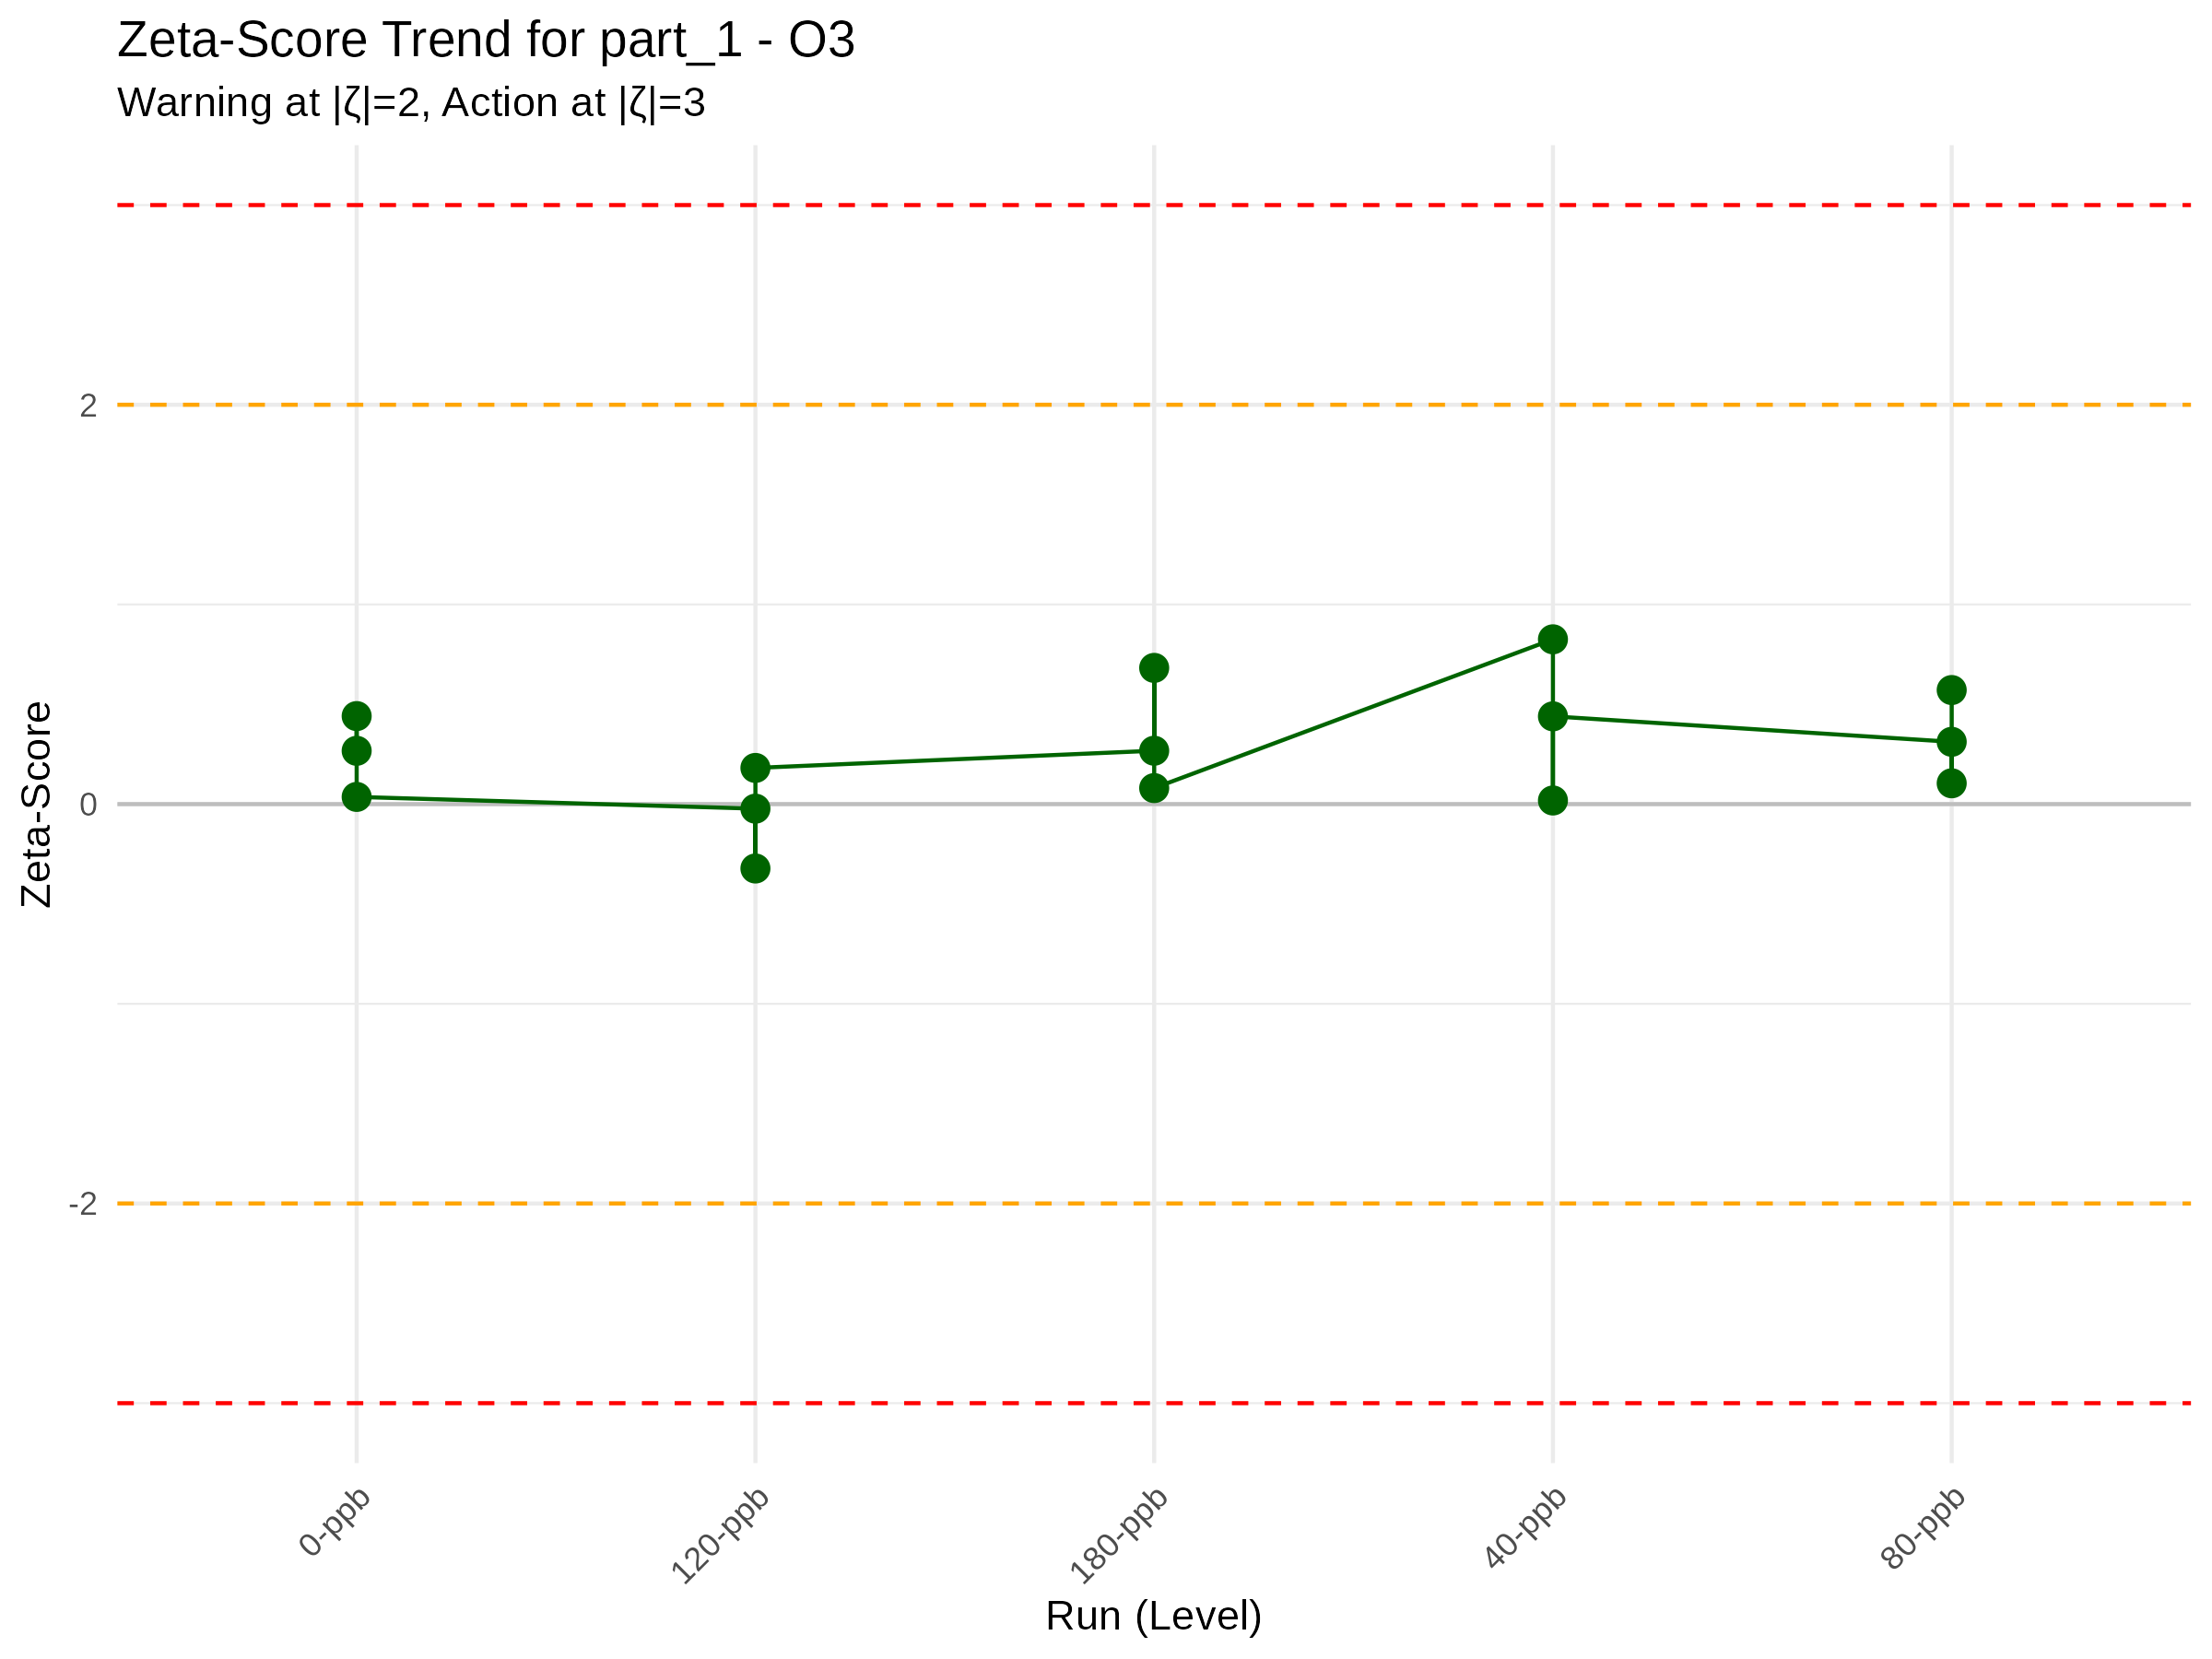 Zeta-Score Trend for part_1 - O3
Warning at |ζ|=2, Action at |ζ|=3
Zeta-Score
2
0
-2
0-ppb
120-ppb
180-ppb
40-ppb
80-ppb
Run (Level)